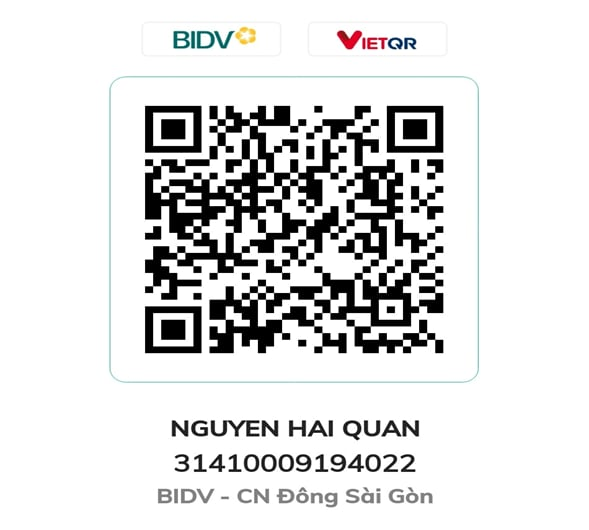 BIDV VIETQR
NGUYEN HAI QUAN
31410009194022
BIDV - CN Đông Sài Gòn